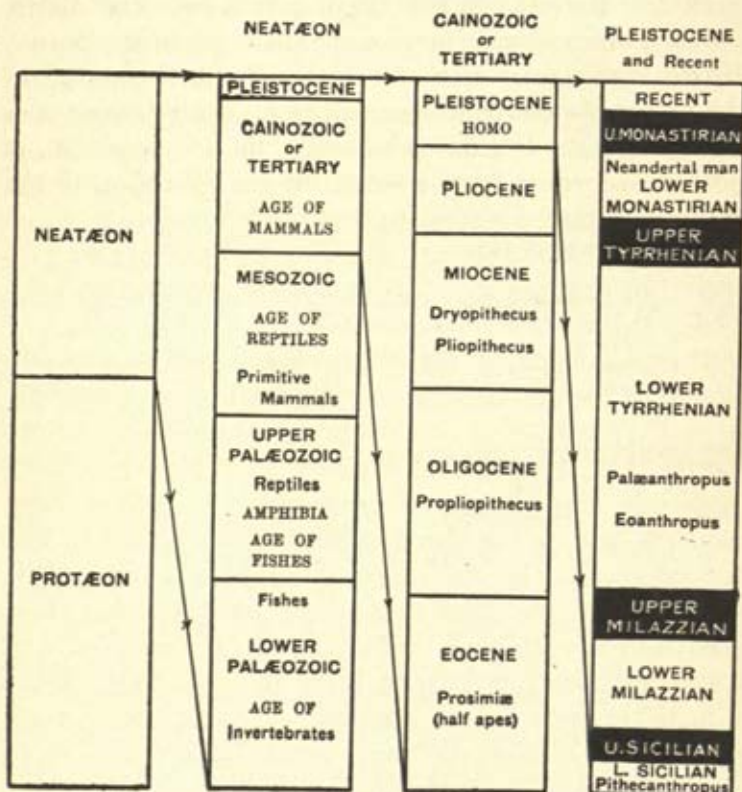 NEATÆON
CAINOZOIC
or
TERTIARY
PLEISTOCENE
and Recent
NEATÆON
PROTÆON
PLEISTOCENE
CAINOZOIC
or
TERTIARY
AGE OF
MAMMALS
MESOZOIC
AGE OF
REPTILES
Primitive
Mammals
UPPER
PALÆOZOIC
Reptiles
AMPHIBIA
AGE OF
FISHES
Fishes
LOWER
PALÆOZOIC
AGE OF
Invertebrates
PLEISTOCENE
HOMO
PLIOCENE
MIOCENE
Dryopithecus
Pliopithecus
OLIGOCENE
Propliopithecus
EOCENE
Prosimiæ
(half apes)
RECENT
U.MONASTIRIAN
Neandertal man
LOWER
MONASTIRIAN
UPPER
TYRRHENIAN
LOWER
TYRRHENIAN
Palæanthropus
Eoanthropus
UPPER
MILAZZIAN
LOWER
MILAZZIAN
U.SICILIAN
L. SICILIAN
Pithecanthropus